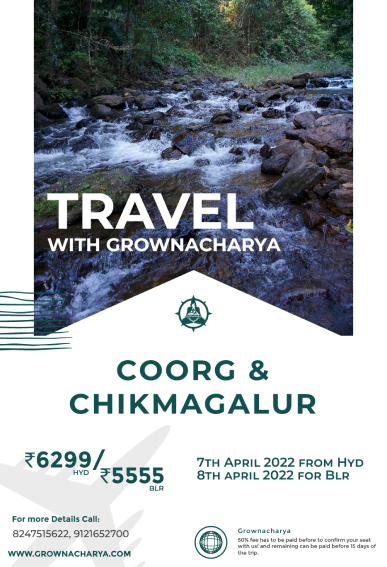 TRAVEL
WITH GROWNACHARYA
COORG &
CHIKMAGALUR
₹6299/
HYD
₹5555
BLR
7TH APRIL 2022 FROM HYD
8TH APRIL 2022 FOR BLR
For more Details Call:
8247515622, 9121652700
WWW.GROWNACHARYA.COM
Grownacharya
50% fee has to be paid before to confirm your seat
with us! and remaining can be paid before 15 days of
the trip.